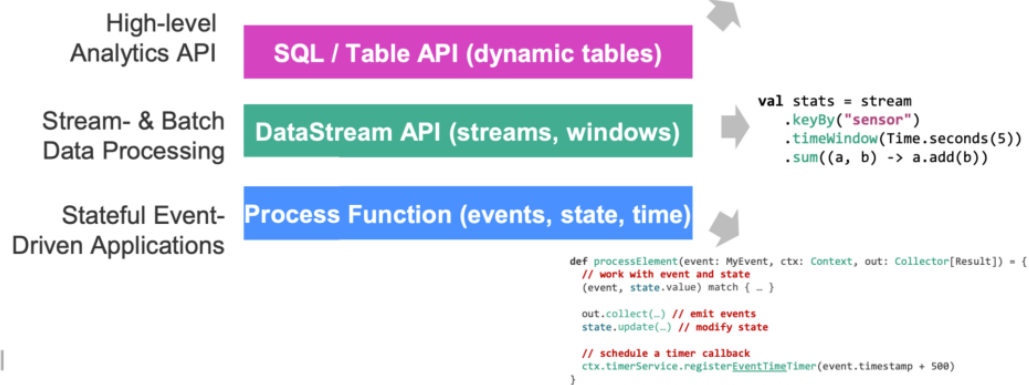 High-level
Analytics API
SQL / Table API (dynamic tables)
Stream- & Batch
Data Processing
DataStream API (streams, windows)
val stats = stream
.keyBy("sensor")
.timeWindow(Time.seconds(5))
.sum((a, b) -> a.add(b))
Stateful Event-
Driven Applications
Process Function (events, state, time)
def processElement(event: MyEvent, ctx: Context, out: Collector[Result]) = {
// work with event and state
(event, state.value) match { … }
out.collect(…) // emit events
state.update(…) // modify state
// schedule a timer callback
ctx.timerService.registerEventTimeTimer(event.timestamp + 500)
}